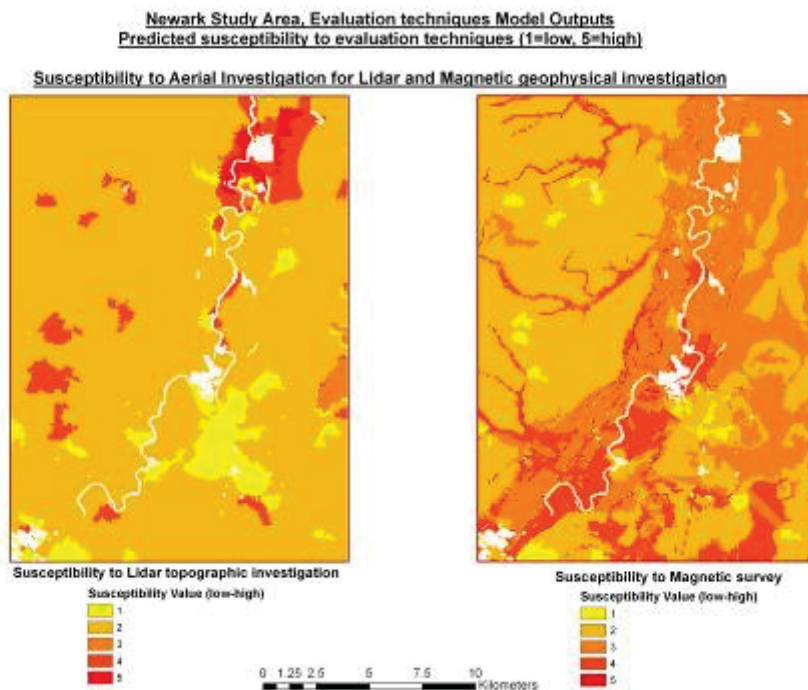 Newark Study Area, Evaluation techniques Model Outputs
Predicted susceptibility to evaluation techniques (1=low, 5=high)
Susceptibility to Aerial Investigation for Lidar and Magnetic geophysical investigation
Susceptibility to Lidar topographic investigation
Susceptibility Value (low-high)
1
2
3
4
5
Susceptibility to Magnetic survey
Susceptibility Value (low-high)
1
2
3
4
5
0 1.25 2.5 5 7.5 10
Kilometers